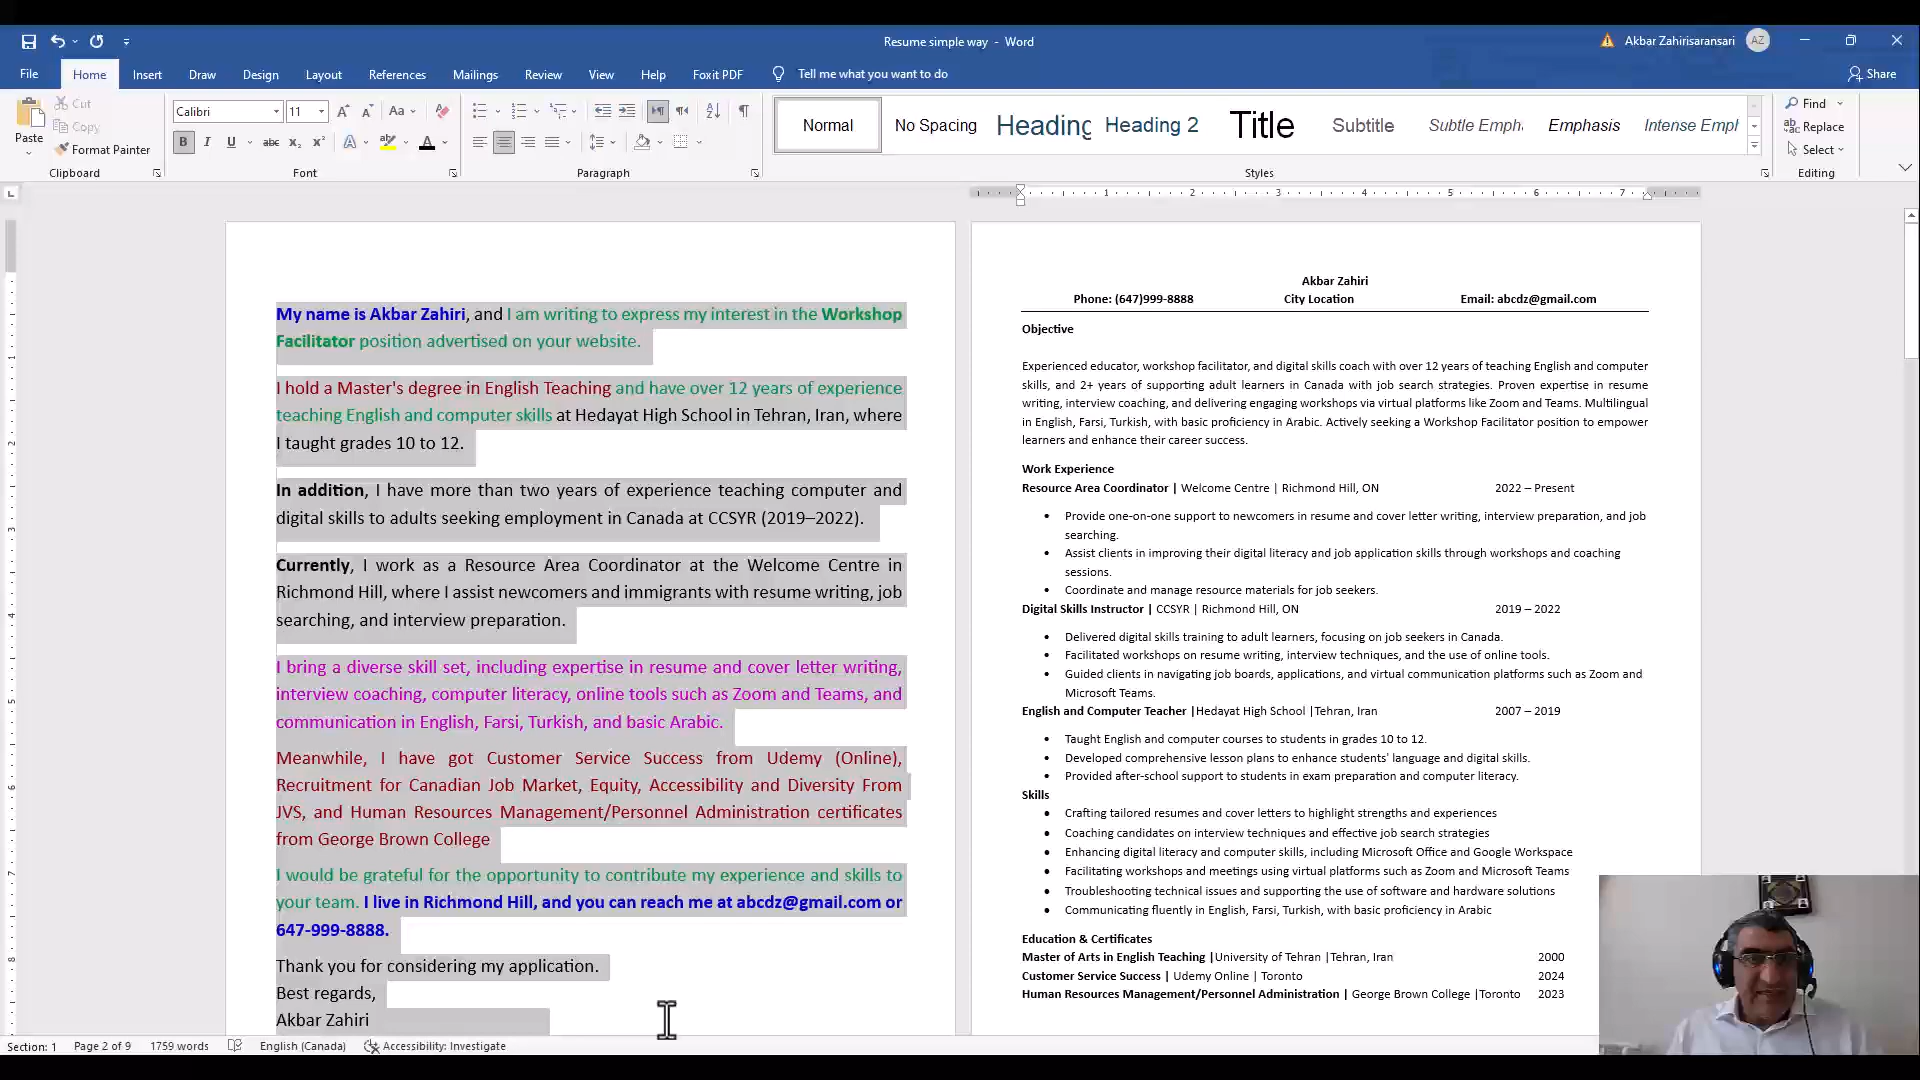 Resume simple way - Word
Akbar Zahirisaransari AZ
File Home Insert Draw Design Layout References Mailings Review View Help Foxit PDF Tell me what you want to do Share
Paste
Cut
Copy
Format Painter
Clipboard
Calibri 11
Font
Paragraph
Normal No Spacing Heading Heading 2 Title Subtitle Subtle Emph Emphasis Intense Emph
Styles
Find
Replace
Select
Editing
1 2 3 4 5 6 7
My name is Akbar Zahiri, and I am writing to express my interest in the Workshop
Facilitator position advertised on your website.
I hold a Master's degree in English Teaching and have over 12 years of experience
teaching English and computer skills at Hedayat High School in Tehran, Iran, where
I taught grades 10 to 12.
In addition, I have more than two years of experience teaching computer and
digital skills to adults seeking employment in Canada at CCSYR (2019–2022).
Currently, I work as a Resource Area Coordinator at the Welcome Centre in
Richmond Hill, where I assist newcomers and immigrants with resume writing, job
searching, and interview preparation.
I bring a diverse skill set, including expertise in resume and cover letter writing,
interview coaching, computer literacy, online tools such as Zoom and Teams, and
communication in English, Farsi, Turkish, and basic Arabic.
Meanwhile, I have got Customer Service Success from Udemy (Online),
Recruitment for Canadian Job Market, Equity, Accessibility and Diversity From
JVS, and Human Resources Management/Personnel Administration certificates
from George Brown College
I would be grateful for the opportunity to contribute my experience and skills to
your team. I live in Richmond Hill, and you can reach me at abcdz@gmail.com or
647-999-8888.
Thank you for considering my application.
Best regards,
Akbar Zahiri
Akbar Zahiri
Phone: (647)999-8888 City Location Email: abcdz@gmail.com
Objective
Experienced educator, workshop facilitator, and digital skills coach with over 12 years of teaching English and computer
skills, and 2+ years of supporting adult learners in Canada with job search strategies. Proven expertise in resume
writing, interview coaching, and delivering engaging workshops via virtual platforms like Zoom and Teams. Multilingual
in English, Farsi, Turkish, with basic proficiency in Arabic. Actively seeking a Workshop Facilitator position to empower
learners and enhance their career success.
Work Experience
Resource Area Coordinator | Welcome Centre | Richmond Hill, ON 2022 – Present
• Provide one-on-one support to newcomers in resume and cover letter writing, interview preparation, and job
searching.
• Assist clients in improving their digital literacy and job application skills through workshops and coaching
sessions.
• Coordinate and manage resource materials for job seekers.
Digital Skills Instructor | CCSYR | Richmond Hill, ON 2019 – 2022
• Delivered digital skills training to adult learners, focusing on job seekers in Canada.
• Facilitated workshops on resume writing, interview techniques, and the use of online tools.
• Guided clients in navigating job boards, applications, and virtual communication platforms such as Zoom and
Microsoft Teams.
English and Computer Teacher |Hedayat High School |Tehran, Iran 2007 – 2019
• Taught English and computer courses to students in grades 10 to 12.
• Developed comprehensive lesson plans to enhance students' language and digital skills.
• Provided after-school support to students in exam preparation and computer literacy.
Skills
• Crafting tailored resumes and cover letters to highlight strengths and experiences
• Coaching candidates on interview techniques and effective job search strategies
• Enhancing digital literacy and computer skills, including Microsoft Office and Google Workspace
• Facilitating workshops and meetings using virtual platforms such as Zoom and Microsoft Teams
• Troubleshooting technical issues and supporting the use of software and hardware solutions
• Communicating fluently in English, Farsi, Turkish, with basic proficiency in Arabic
Education & Certificates
Master of Arts in English Teaching |University of Tehran |Tehran, Iran 2000
Customer Service Success | Udemy Online | Toronto 2024
Human Resources Management/Personnel Administration | George Brown College |Toronto 2023
Section: 1 Page 2 of 9 1759 words English (Canada) Accessibility: Investigate